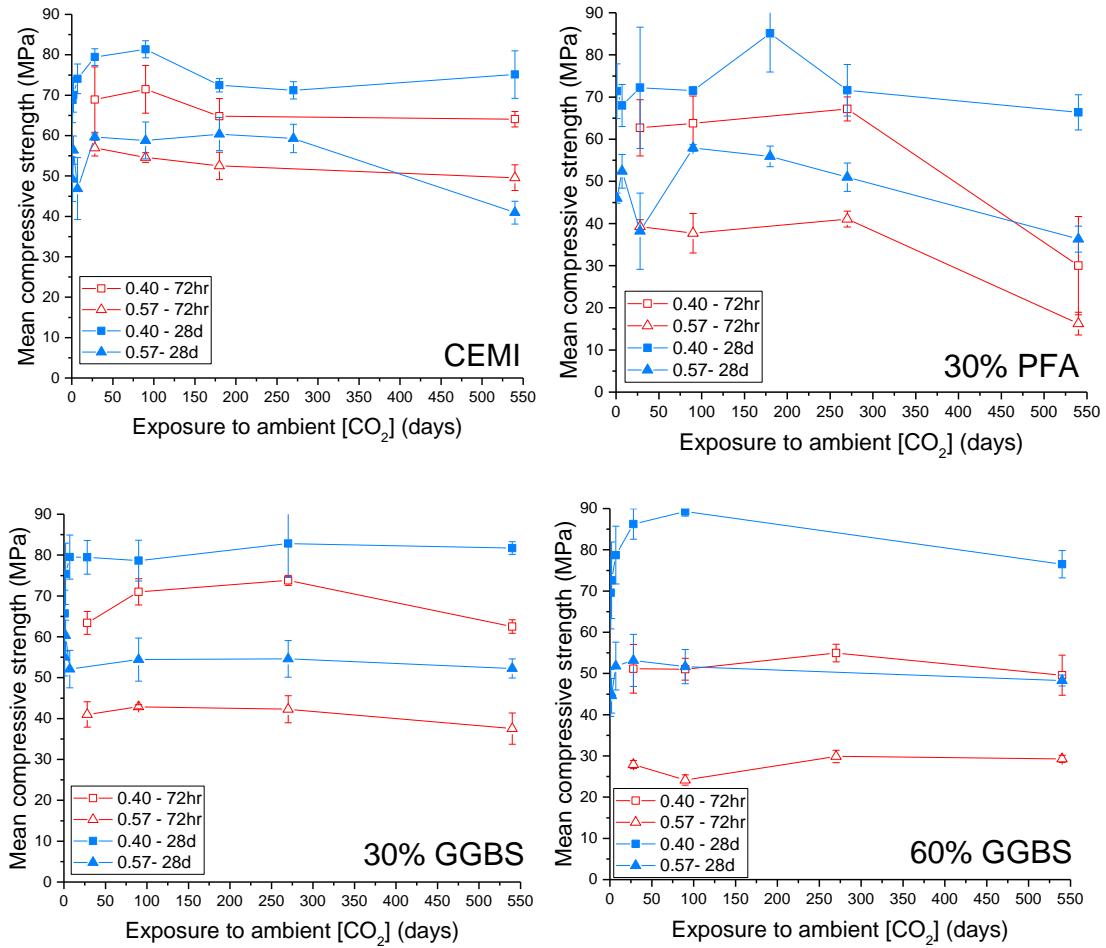 90
80
70
60
50
40
30
20
10
0
Mean compressive strength (MPa)
0.40 - 72hr
0.57 - 72hr
0.40 - 28d
0.57- 28d
CEMI
0 50 100 150 200 250 300 350 400 450 500 550
Exposure to ambient [CO2] (days)
90
80
70
60
50
40
30
20
10
0
Mean compressive strength (MPa)
0.40 - 72hr
0.57 - 72hr
0.40 - 28d
0.57- 28d
30% PFA
0 50 100 150 200 250 300 350 400 450 500 550
Exposure to ambient [CO2] (days)
90
80
70
60
50
40
30
20
10
0
Mean compressive strength (MPa)
0.40 - 72hr
0.57 - 72hr
0.40 - 28d
0.57- 28d
30% GGBS
0 50 100 150 200 250 300 350 400 450 500 550
Exposure to ambient [CO2] (days)
90
80
70
60
50
40
30
20
10
0
Mean compressive strength (MPa)
0.40 - 72hr
0.57 - 72hr
0.40 - 28d
0.57- 28d
60% GGBS
0 50 100 150 200 250 300 350 400 450 500 550
Exposure to ambient [CO2] (days)